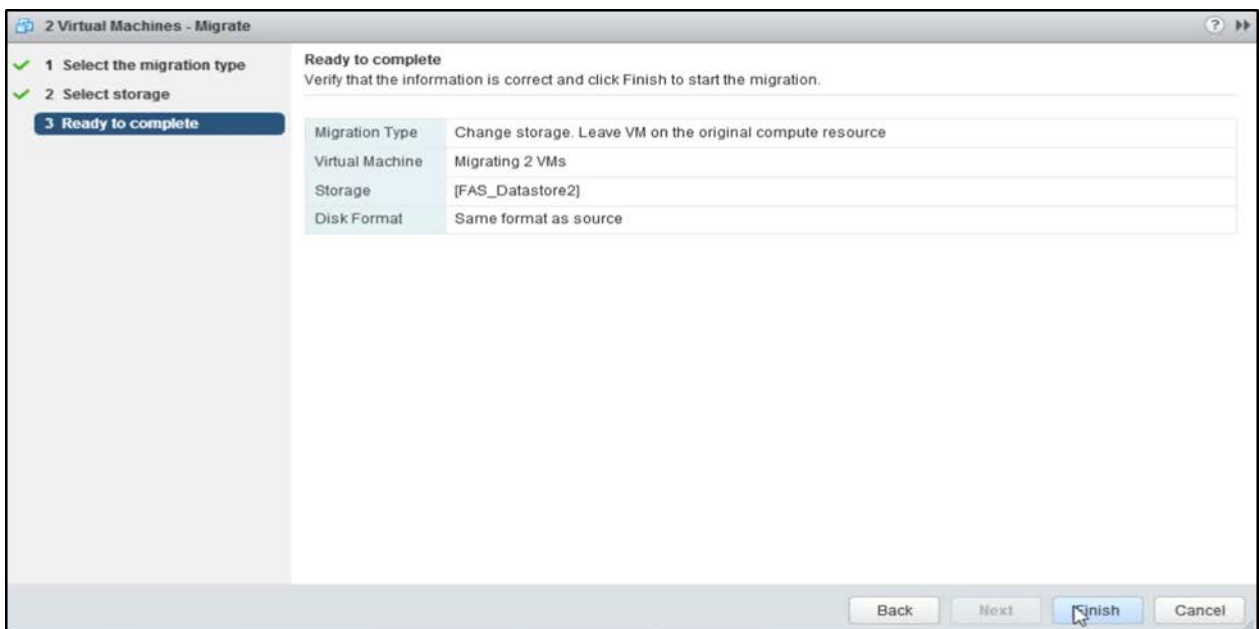 2 Virtual Machines - Migrate
?
1 Select the migration type
2 Select storage
3 Ready to complete
Ready to complete
Verify that the information is correct and click Finish to start the migration.
Migration Type Change storage. Leave VM on the original compute resource
Virtual Machine Migrating 2 VMs
Storage [FAS_Datastore2]
Disk Format Same format as source
Back Next Finish Cancel